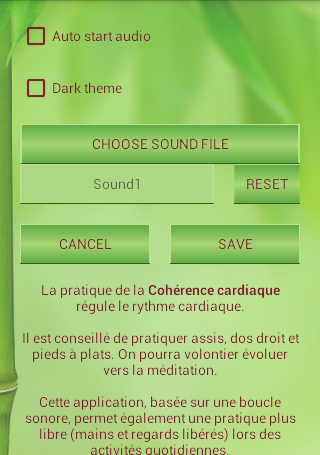 Auto start audio
Dark theme
CHOOSE SOUND FILE
Sound1
RESET
CANCEL
SAVE
La pratique de la Cohérence cardiaque
régule le rythme cardiaque.
Il est conseillé de pratiquer assis, dos droit et
pieds à plats. On pourra volontier évoluer
vers la méditation.
Cette application, basée sur une boucle
sonore, permet également une pratique plus
libre (mains et regards libérés) lors des
activités quotidiennes.